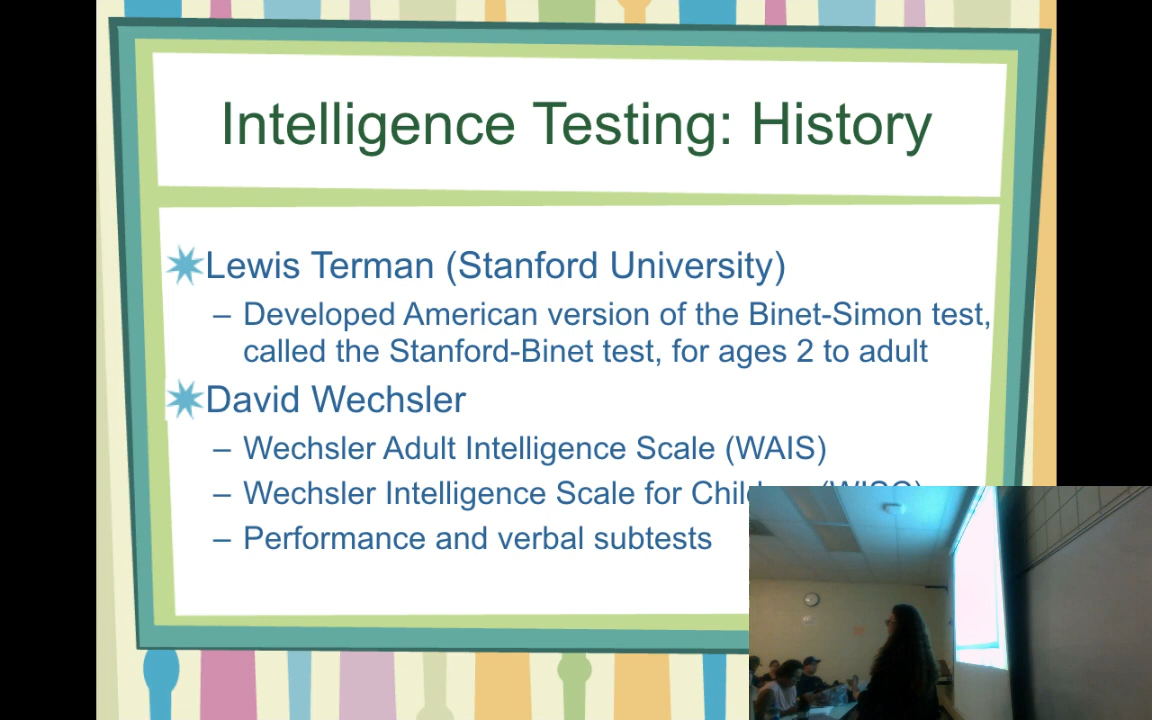 Intelligence Testing: History
Lewis Terman (Stanford University)
– Developed American version of the Binet-Simon test,
called the Stanford-Binet test, for ages 2 to adult
David Wechsler
– Wechsler Adult Intelligence Scale (WAIS)
– Wechsler Intelligence Scale for Children (WISC)
– Performance and verbal subtests